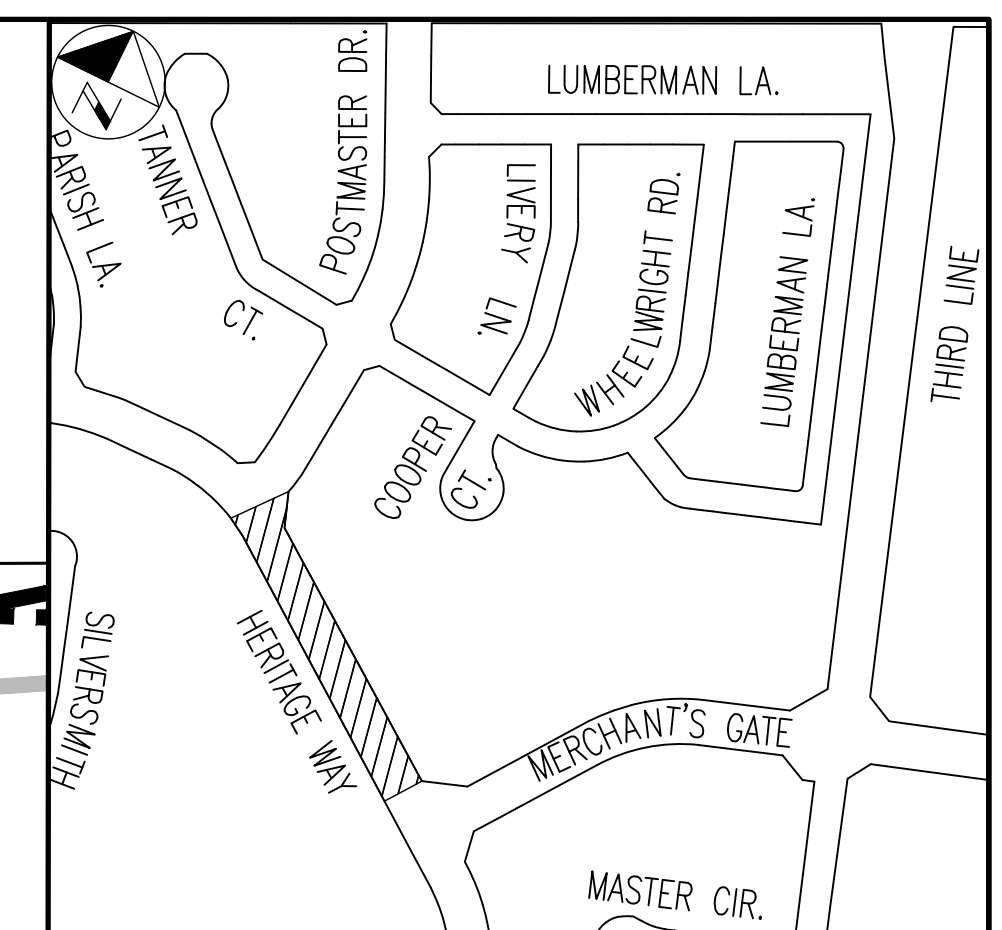 LUMBERMAN LA.
POSTMASTER DR.
TANNER
CT.
PARISH LA.
LIVERY LN.
WHEELWRIGHT RD.
LUMBERMAN LA.
THIRD LINE
COOPER
CT.
SILVERSMITH
HERITAGE WAY
MERCHANT'S GATE
MASTER CIR.